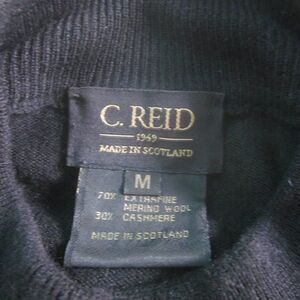 C. REID
1949
MADE IN SCOTLAND
M
70% EXTRAFINE
MERINO WOOL
30% CASHMERE
MADE IN SCOTLAND